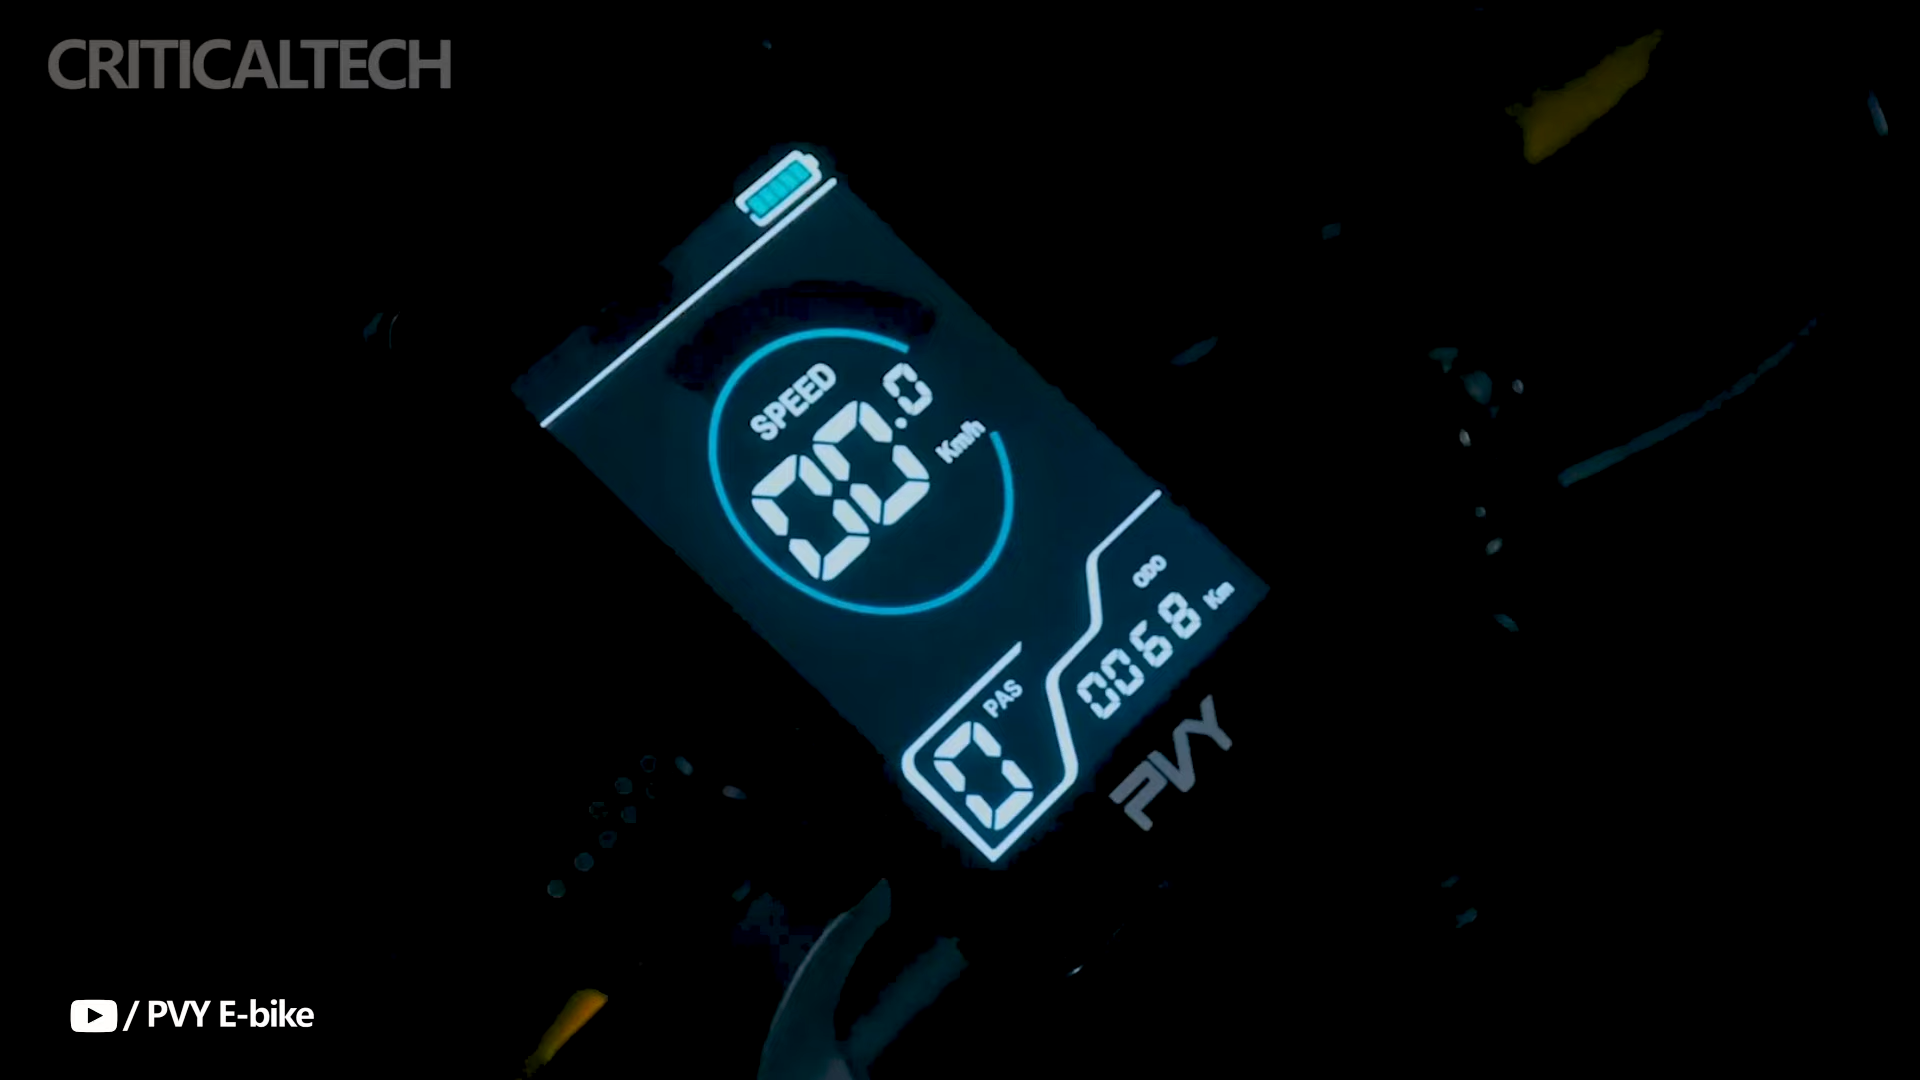 CRITICALTECH
SPEED
00.0
Km/h
ODO
0068 Km
PAS
0
PVY
/ PVY E-bike